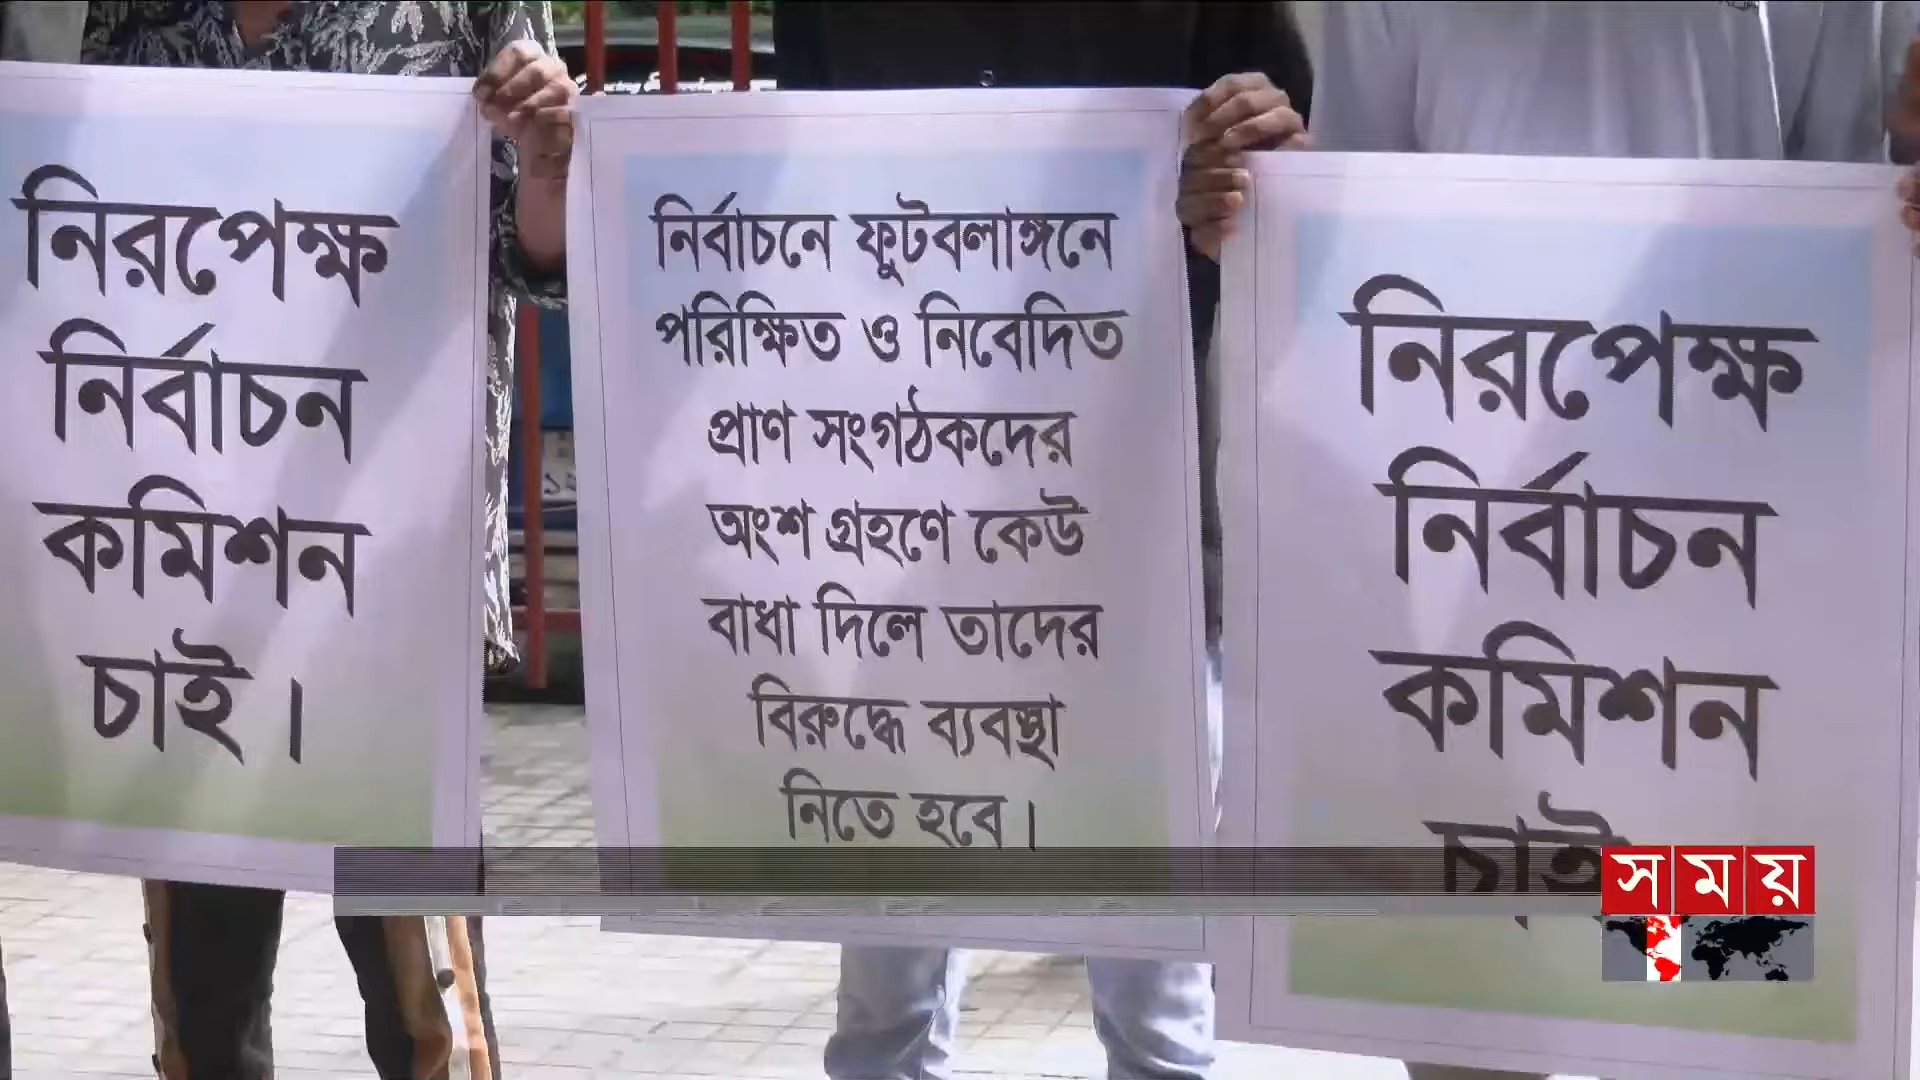 নিরপেক্ষ
নির্বাচন
কমিশন
চাই।
নির্বাচনে ফুটবলাঙ্গনে
পরিক্ষিত ও নিবেদিত
প্রাণ সংগঠকদের
অংশ গ্রহণে কেউ
বাধা দিলে তাদের
বিরুদ্ধে ব্যবস্থা
নিতে হবে।
নিরপেক্ষ
নির্বাচন
কমিশন
চাই
সময়